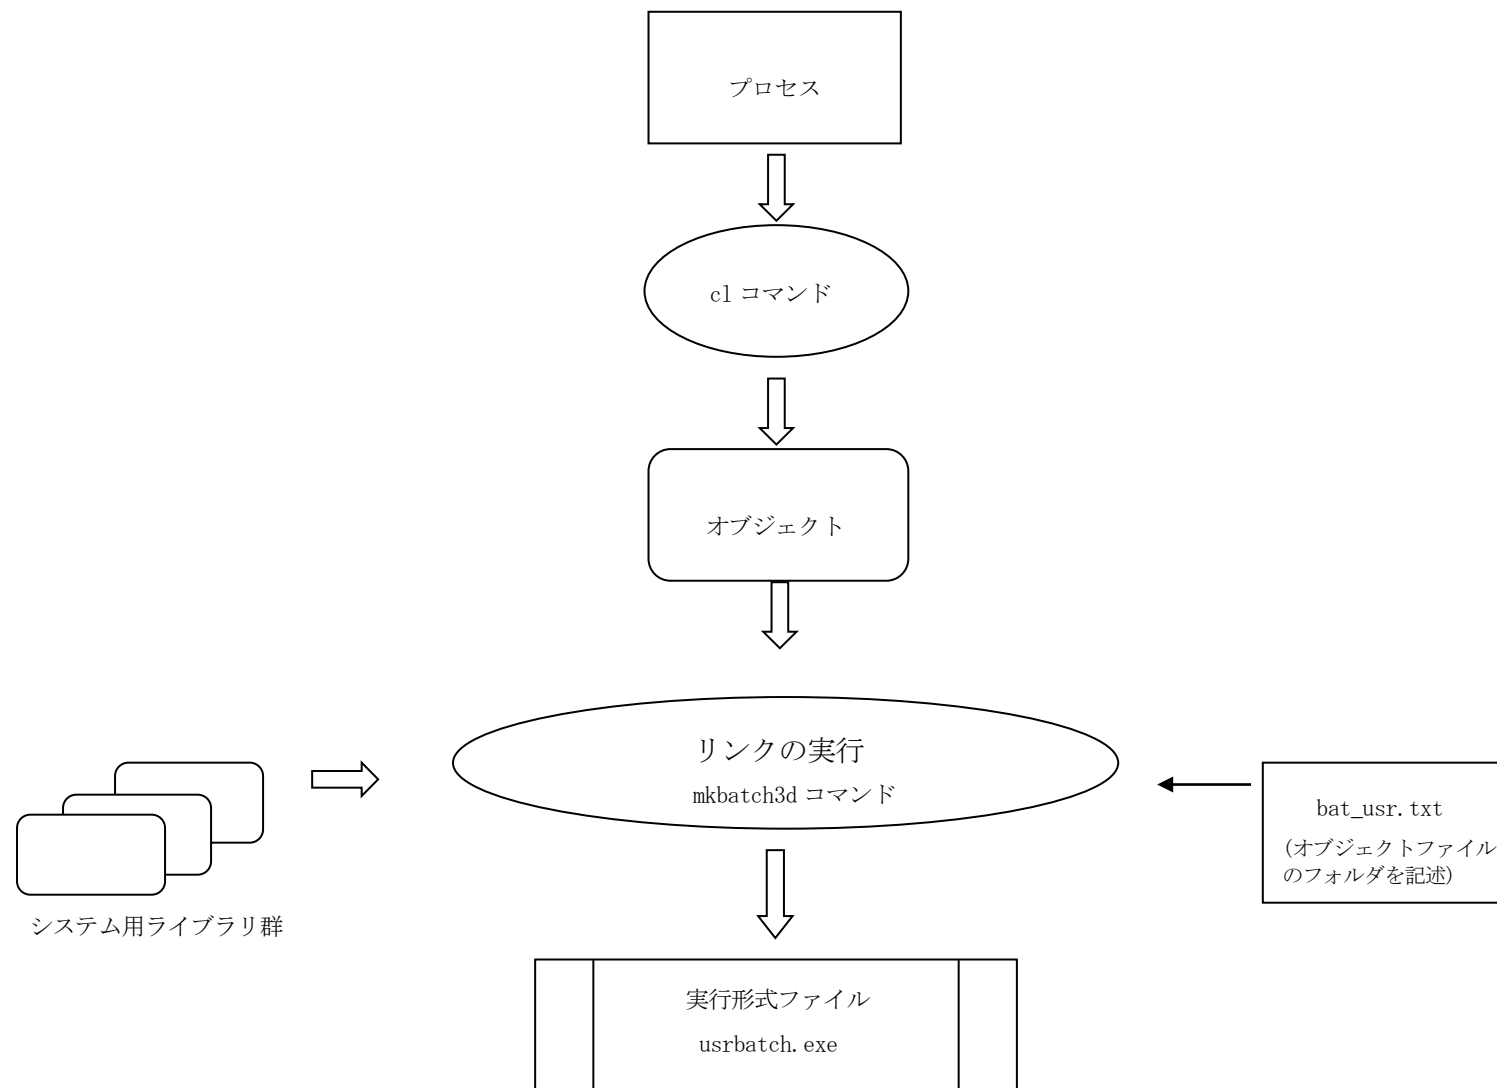 プロセス
cl コマンド
オブジェクト
リンクの実行
mkbatch3d コマンド
bat_usr.txt
(オブジェクトファイル
のフォルダを記述)
システム用ライブラリ群
実行形式ファイル
usrbatch.exe